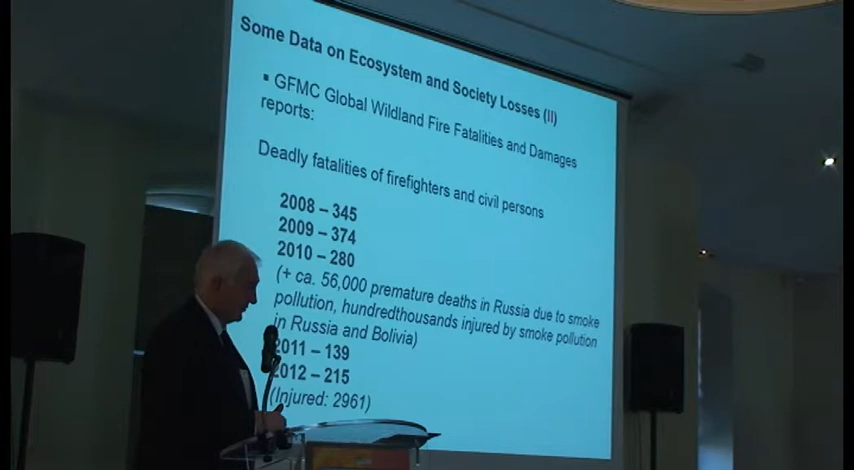 Some Data on Ecosystem and Society Losses (II)
▪ GFMC Global Wildland Fire Fatalities and Damages
reports:
Deadly fatalities of firefighters and civil persons
2008 – 345
2009 – 374
2010 – 280
(+ ca. 56,000 premature deaths in Russia due to smoke
pollution, hundredthousands injured by smoke pollution
in Russia and Bolivia)
2011 – 139
2012 – 215
(Injured: 2961)